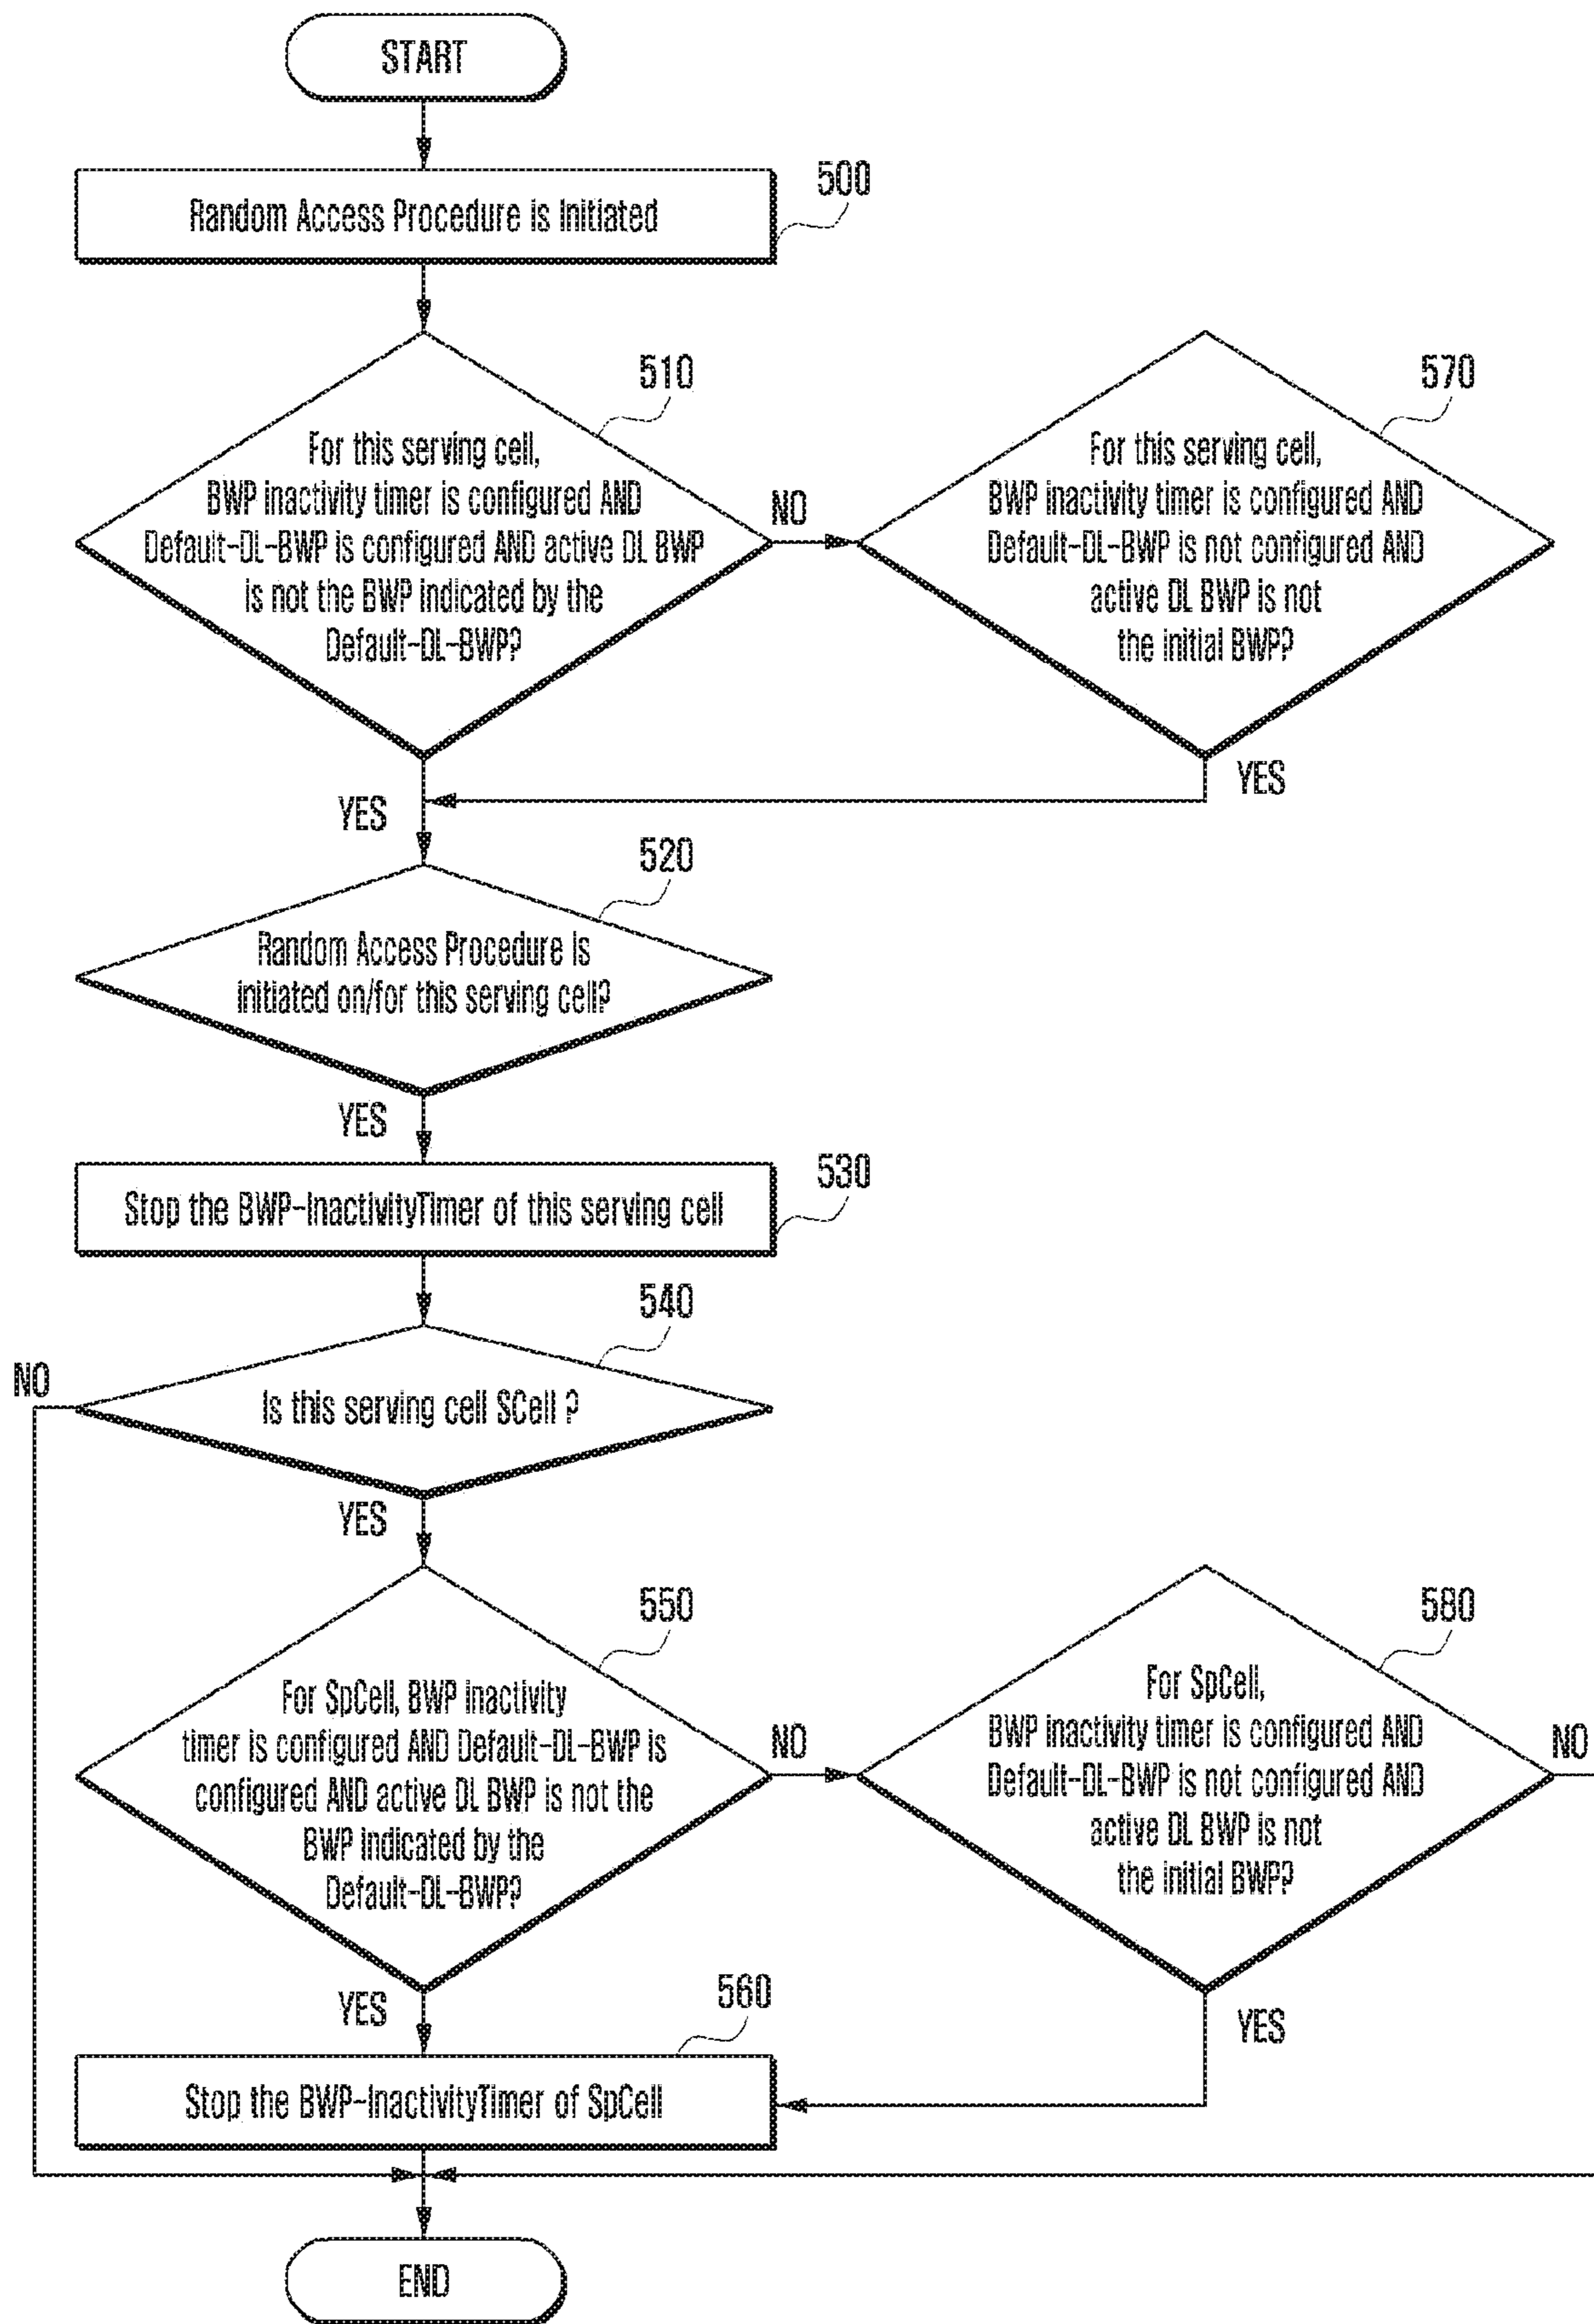 START
500
Random Access Procedure is Initiated
510
For this serving cell,
BWP inactivity timer is configured AND
Default-DL-BWP is configured AND active DL BWP
is not the BWP indicated by the
Default-DL-BWP?
NO
570
For this serving cell,
BWP inactivity timer is configured AND
Default-DL-BWP is not configured AND
active DL BWP is not
the initial BWP?
YES
YES
520
Random Access Procedure is
initiated on/for this serving cell?
YES
530
Stop the BWP-InactivityTimer of this serving cell
540
NO
Is this serving cell SCell ?
YES
550
For SpCell, BWP inactivity
timer is configured AND Default-DL-BWP is
configured AND active DL BWP is not the
BWP indicated by the
Default-DL-BWP?
NO
580
For SpCell,
BWP inactivity timer is configured AND
Default-DL-BWP is not configured AND
active DL BWP is not
the initial BWP?
NO
YES
YES
560
Stop the BWP-InactivityTimer of SpCell
END